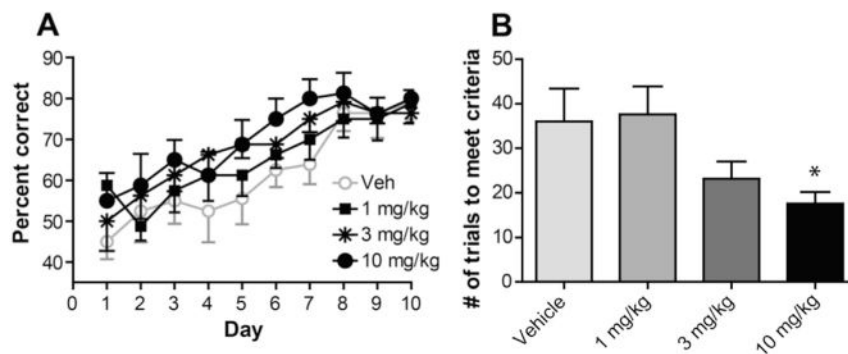 A
Percent correct
90
80
70
60
50
40
0 1 2 3 4 5 6 7 8 9 10
Day
Veh
1 mg/kg
3 mg/kg
10 mg/kg
B
# of trials to meet criteria
50
40
30
20
10
0
*
Vehicle
1 mg/kg
3 mg/kg
10 mg/kg